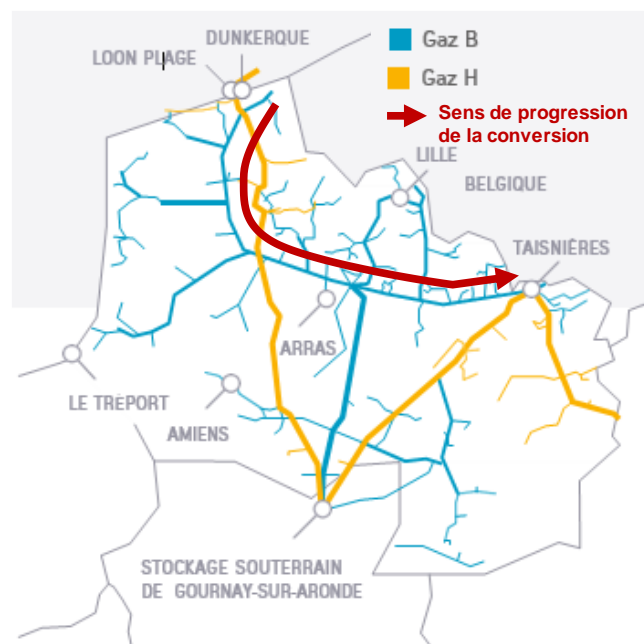 DUNKERQUE
LOON PLAGE
Gaz B
Gaz H
Sens de progression
de la conversion
LILLE
BELGIQUE
TAISNIÈRES
ARRAS
LE TRÉPORT
AMIENS
STOCKAGE SOUTERRAIN
DE GOURNAY-SUR-ARONDE